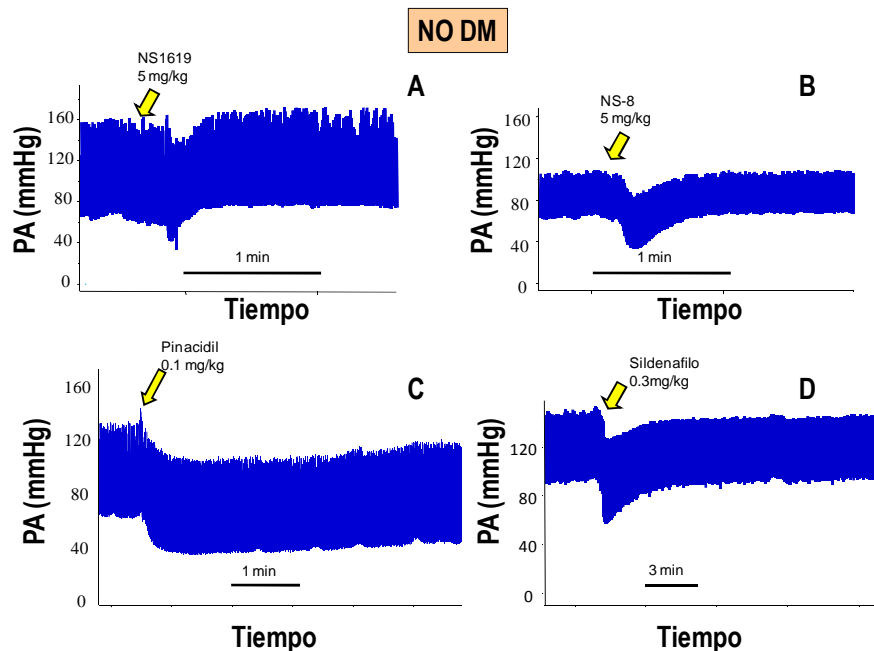 NO DM
NS1619
5 mg/kg
A
PA (mmHg)
160
120
80
40
0
1 min
Tiempo
NS-8
5 mg/kg
B
PA (mmHg)
160
120
80
40
0
1 min
Tiempo
Pinacidil
0.1 mg/kg
C
PA (mmHg)
160
120
80
40
0
1 min
Tiempo
Sildenafilo
0.3mg/kg
D
PA (mmHg)
120
80
40
0
3 min
Tiempo